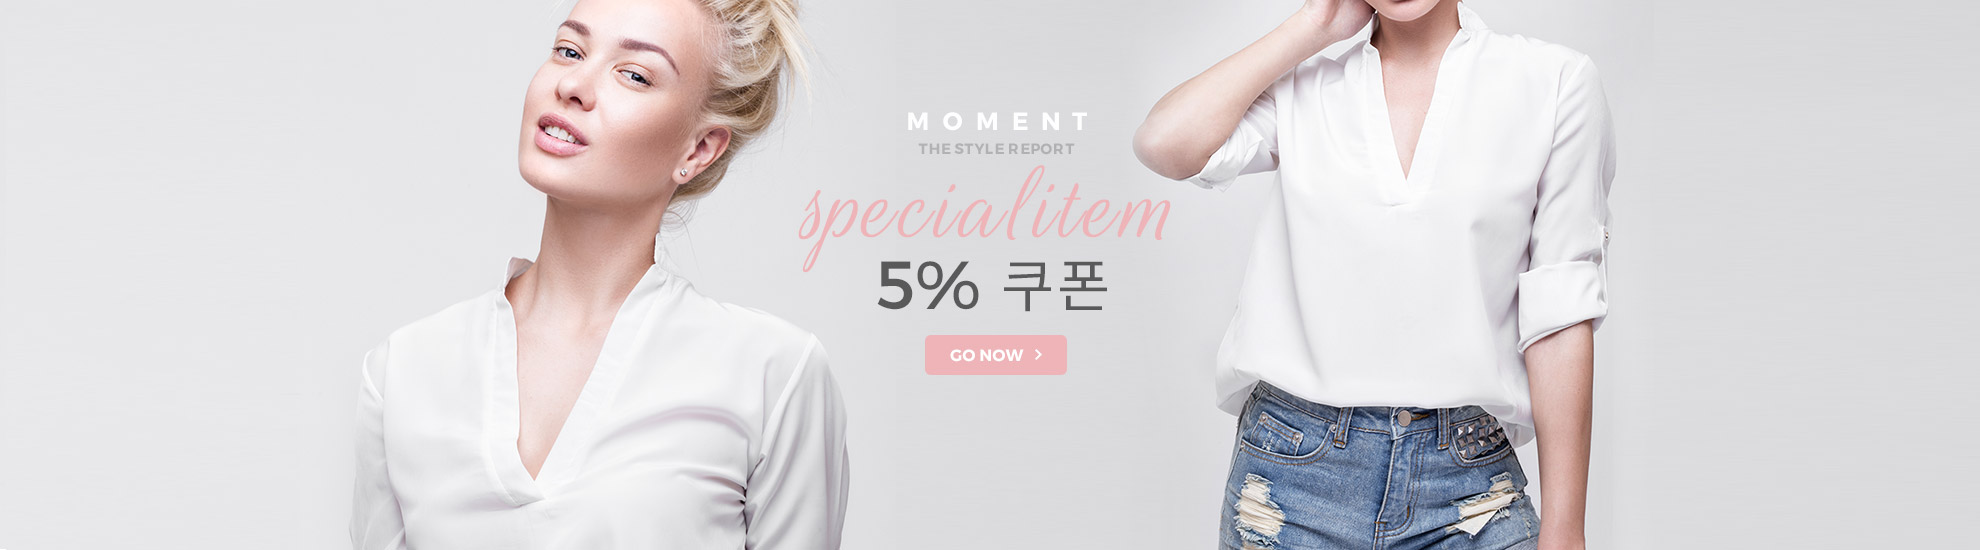 MOMENT
THE STYLE REPORT
specialitem
5% 쿠폰
GO NOW >